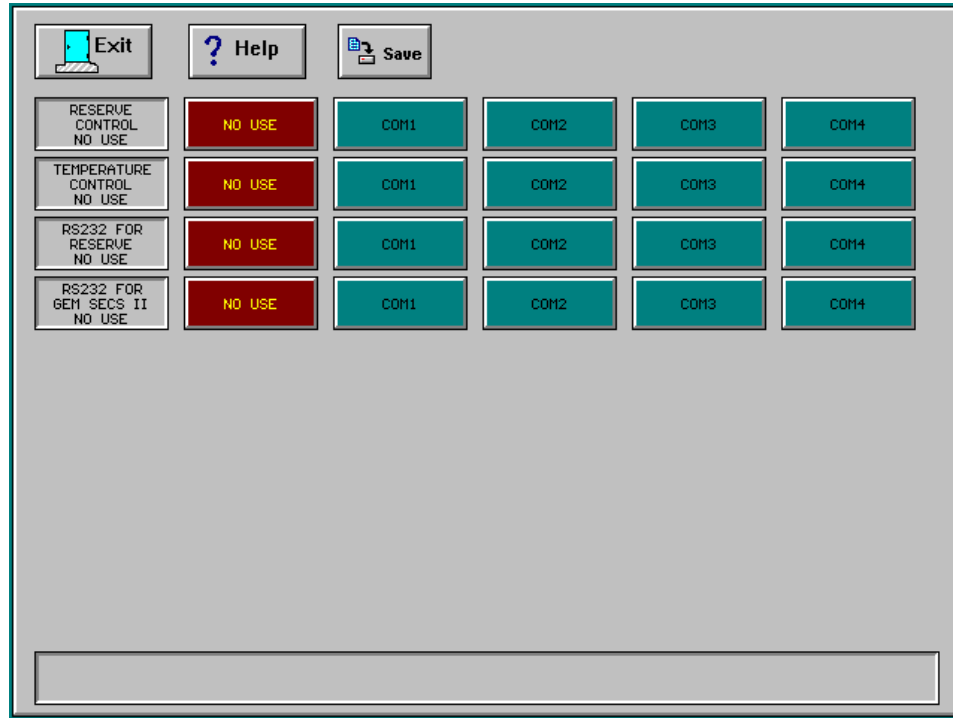 Exit
Help
Save
RESERVE
CONTROL
NO USE
NO USE
COM1
COM2
COM3
COM4
TEMPERATURE
CONTROL
NO USE
NO USE
COM1
COM2
COM3
COM4
RS232 FOR
RESERVE
NO USE
NO USE
COM1
COM2
COM3
COM4
RS232 FOR
GEM SECS II
NO USE
NO USE
COM1
COM2
COM3
COM4